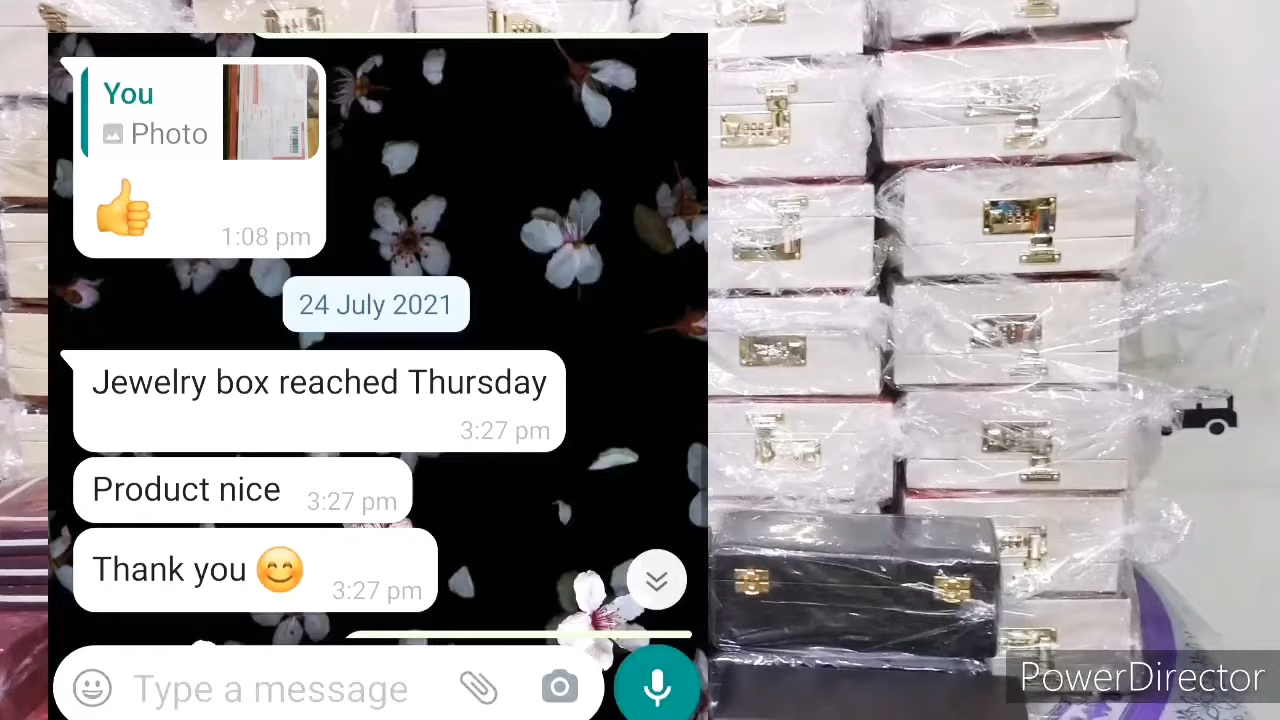 You
Photo
1:08 pm
24 July 2021
Jewelry box reached Thursday
3:27 pm
Product nice 3:27 pm
Thank you 3:27 pm
Type a message
PowerDirector